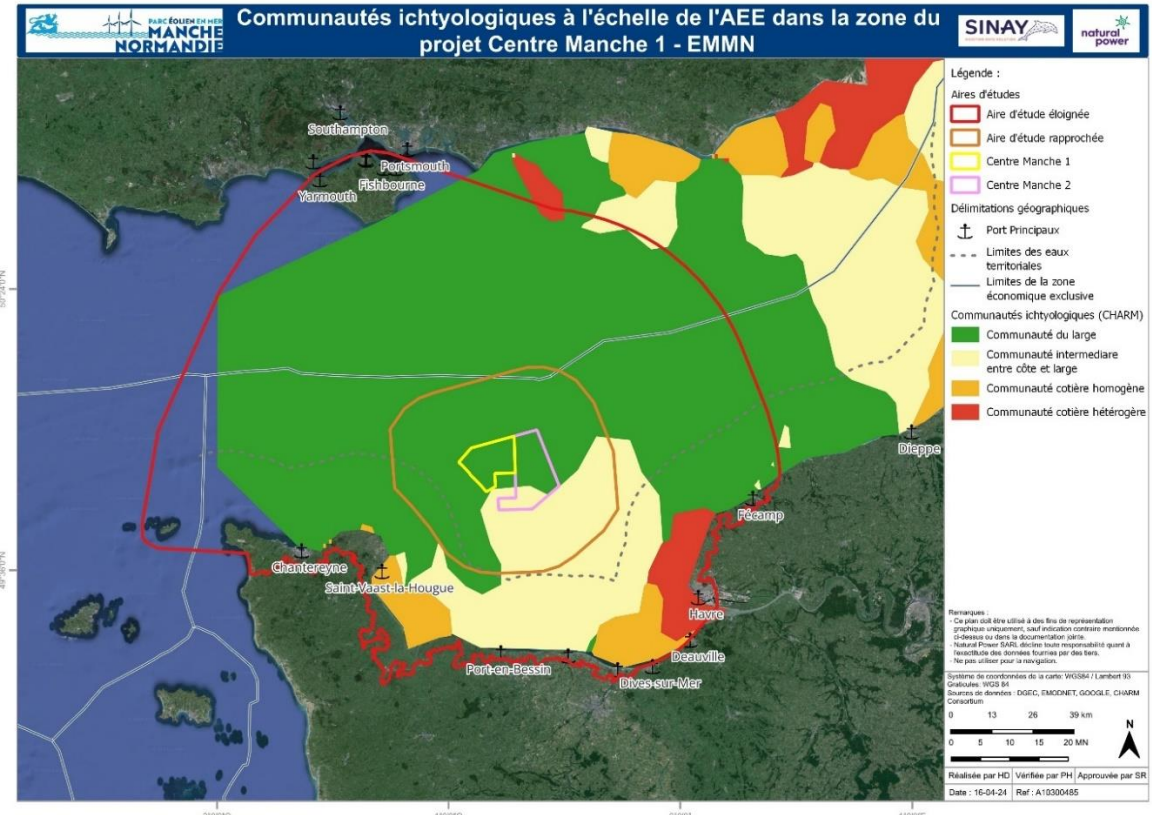 PARC ÉOLIEN EN MER
MANCHE
NORMANDIE
Communautés ichtyologiques à l'échelle de l'AEE dans la zone du
projet Centre Manche 1 - EMMN
SINAY
natural
power
Légende :
Aires d'études
Aire d'étude éloignée
Aire d'étude rapprochée
Centre Manche 1
Centre Manche 2
Délimitations géographiques
Port Principaux
Limites des eaux
territoriales
Limites de la zone
économique exclusive
Communautés ichtyologiques (CHARM)
Communauté du large
Communauté intermediare
entre côte et large
Communauté cotière homogène
Communauté cotière hétérogère
Southampton
Portsmouth
Fishbourne
Yarmouth
Dieppe
Fécamp
Chantereyne
Saint-Vaast-la-Hougue
Havre
Deauville
Port-en-Bessin
Dives-sur-Mer
Remarques :
- Ce plan doit être utilisé à des fins de représentation
graphique uniquement, sauf indication contraire mentionnée
ci-dessus ou dans la documentation jointe.
- Natural Power SARL décline toute responsabilité quant à
l'exactitude des données fournies par des tiers.
- Ne pas utiliser pour la navigation.
Système de coordonnées de la carte: WGS84 / Lambert 93
Graticules: WGS 84
Sources de données : DGEC, EMODNET, GOOGLE, CHARM
Consortium
0 13 26 39 km
0 5 10 15 20 MN
N
Réalisée par HD Vérifiée par PH Approuvée par SR
Date : 16-04-24 Ref : A10300485